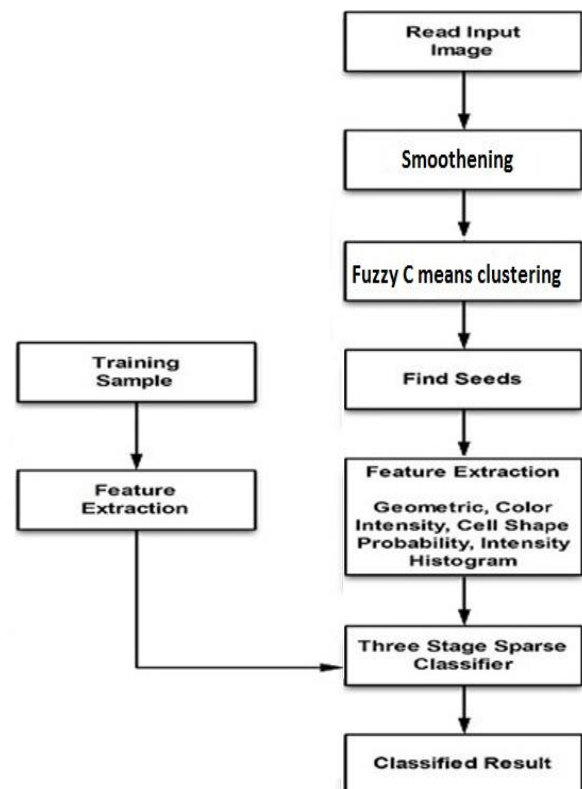 Read Input
Image
Smoothening
Fuzzy C means clustering
Find Seeds
Training
Sample
Feature
Extraction
Feature Extraction
Geometric, Color
Intensity, Cell Shape
Probability, Intensity
Histogram
Three Stage Sparse
Classifier
Classified Result